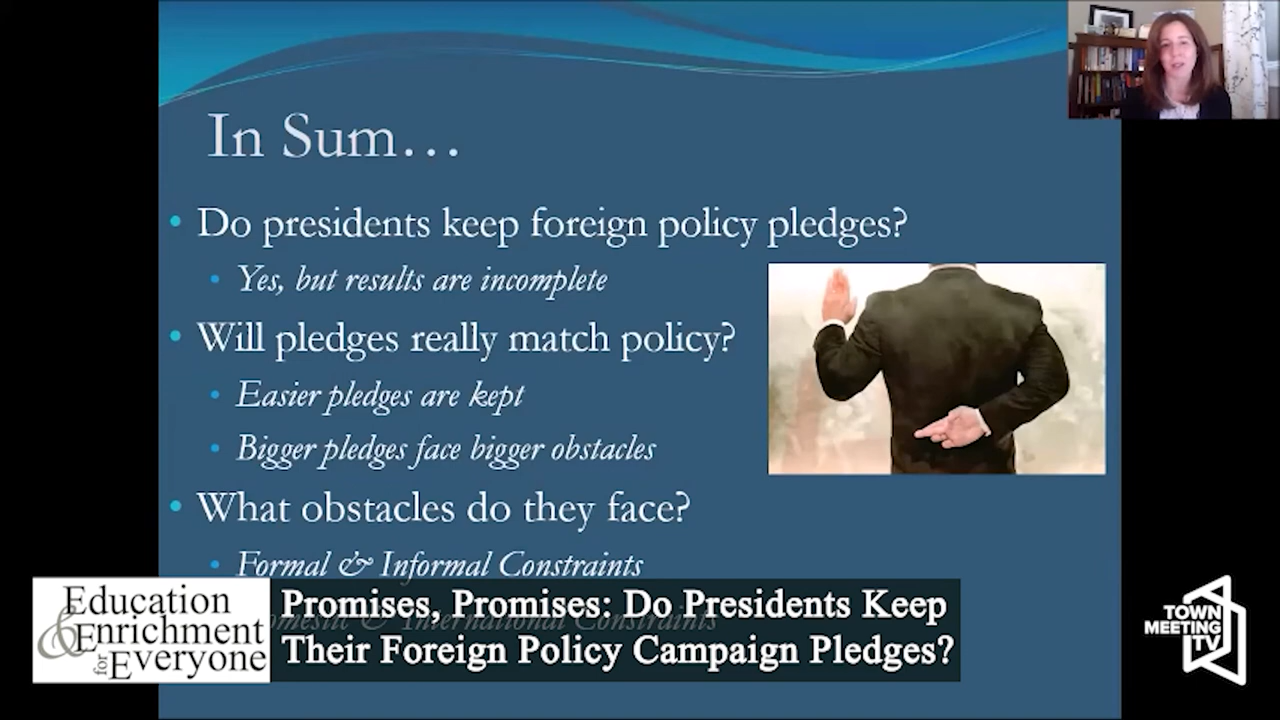 In Sum…
• Do presidents keep foreign policy pledges?
• Yes, but results are incomplete
• Will pledges really match policy?
• Easier pledges are kept
• Bigger pledges face bigger obstacles
• What obstacles do they face?
• Formal & Informal Constraints
Constraints
Education
& Enrichment
for Everyone
Promises, Promises: Do Presidents Keep
Their Foreign Policy Campaign Pledges?
TOWN
MEETING
TV